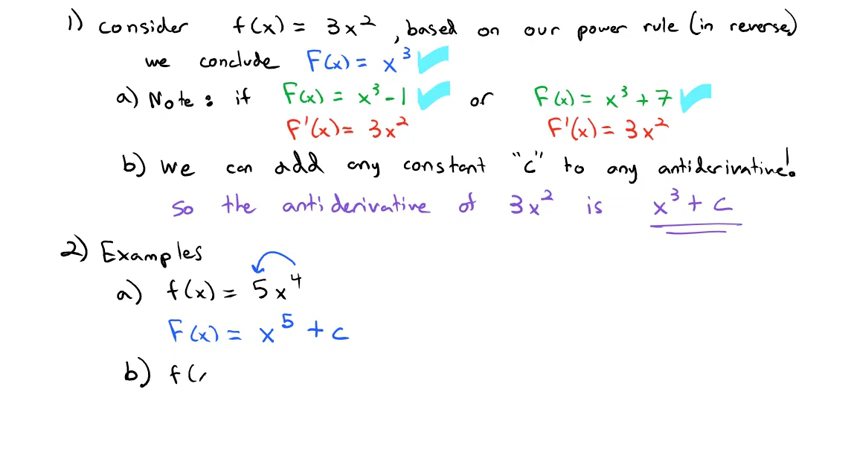 1) Consider f(x) = 3x², based on our power rule (in reverse)
we conclude F(x) = x³
a) Note: if F(x) = x³ - 1 or F(x) = x³ + 7
F'(x) = 3x² F'(x) = 3x²
b) We can add any constant "c" to any antiderivative!
So the antiderivative of 3x² is x³ + c
2) Examples
a) f(x) = 5x⁴
F(x) = x⁵ + c
b) f(